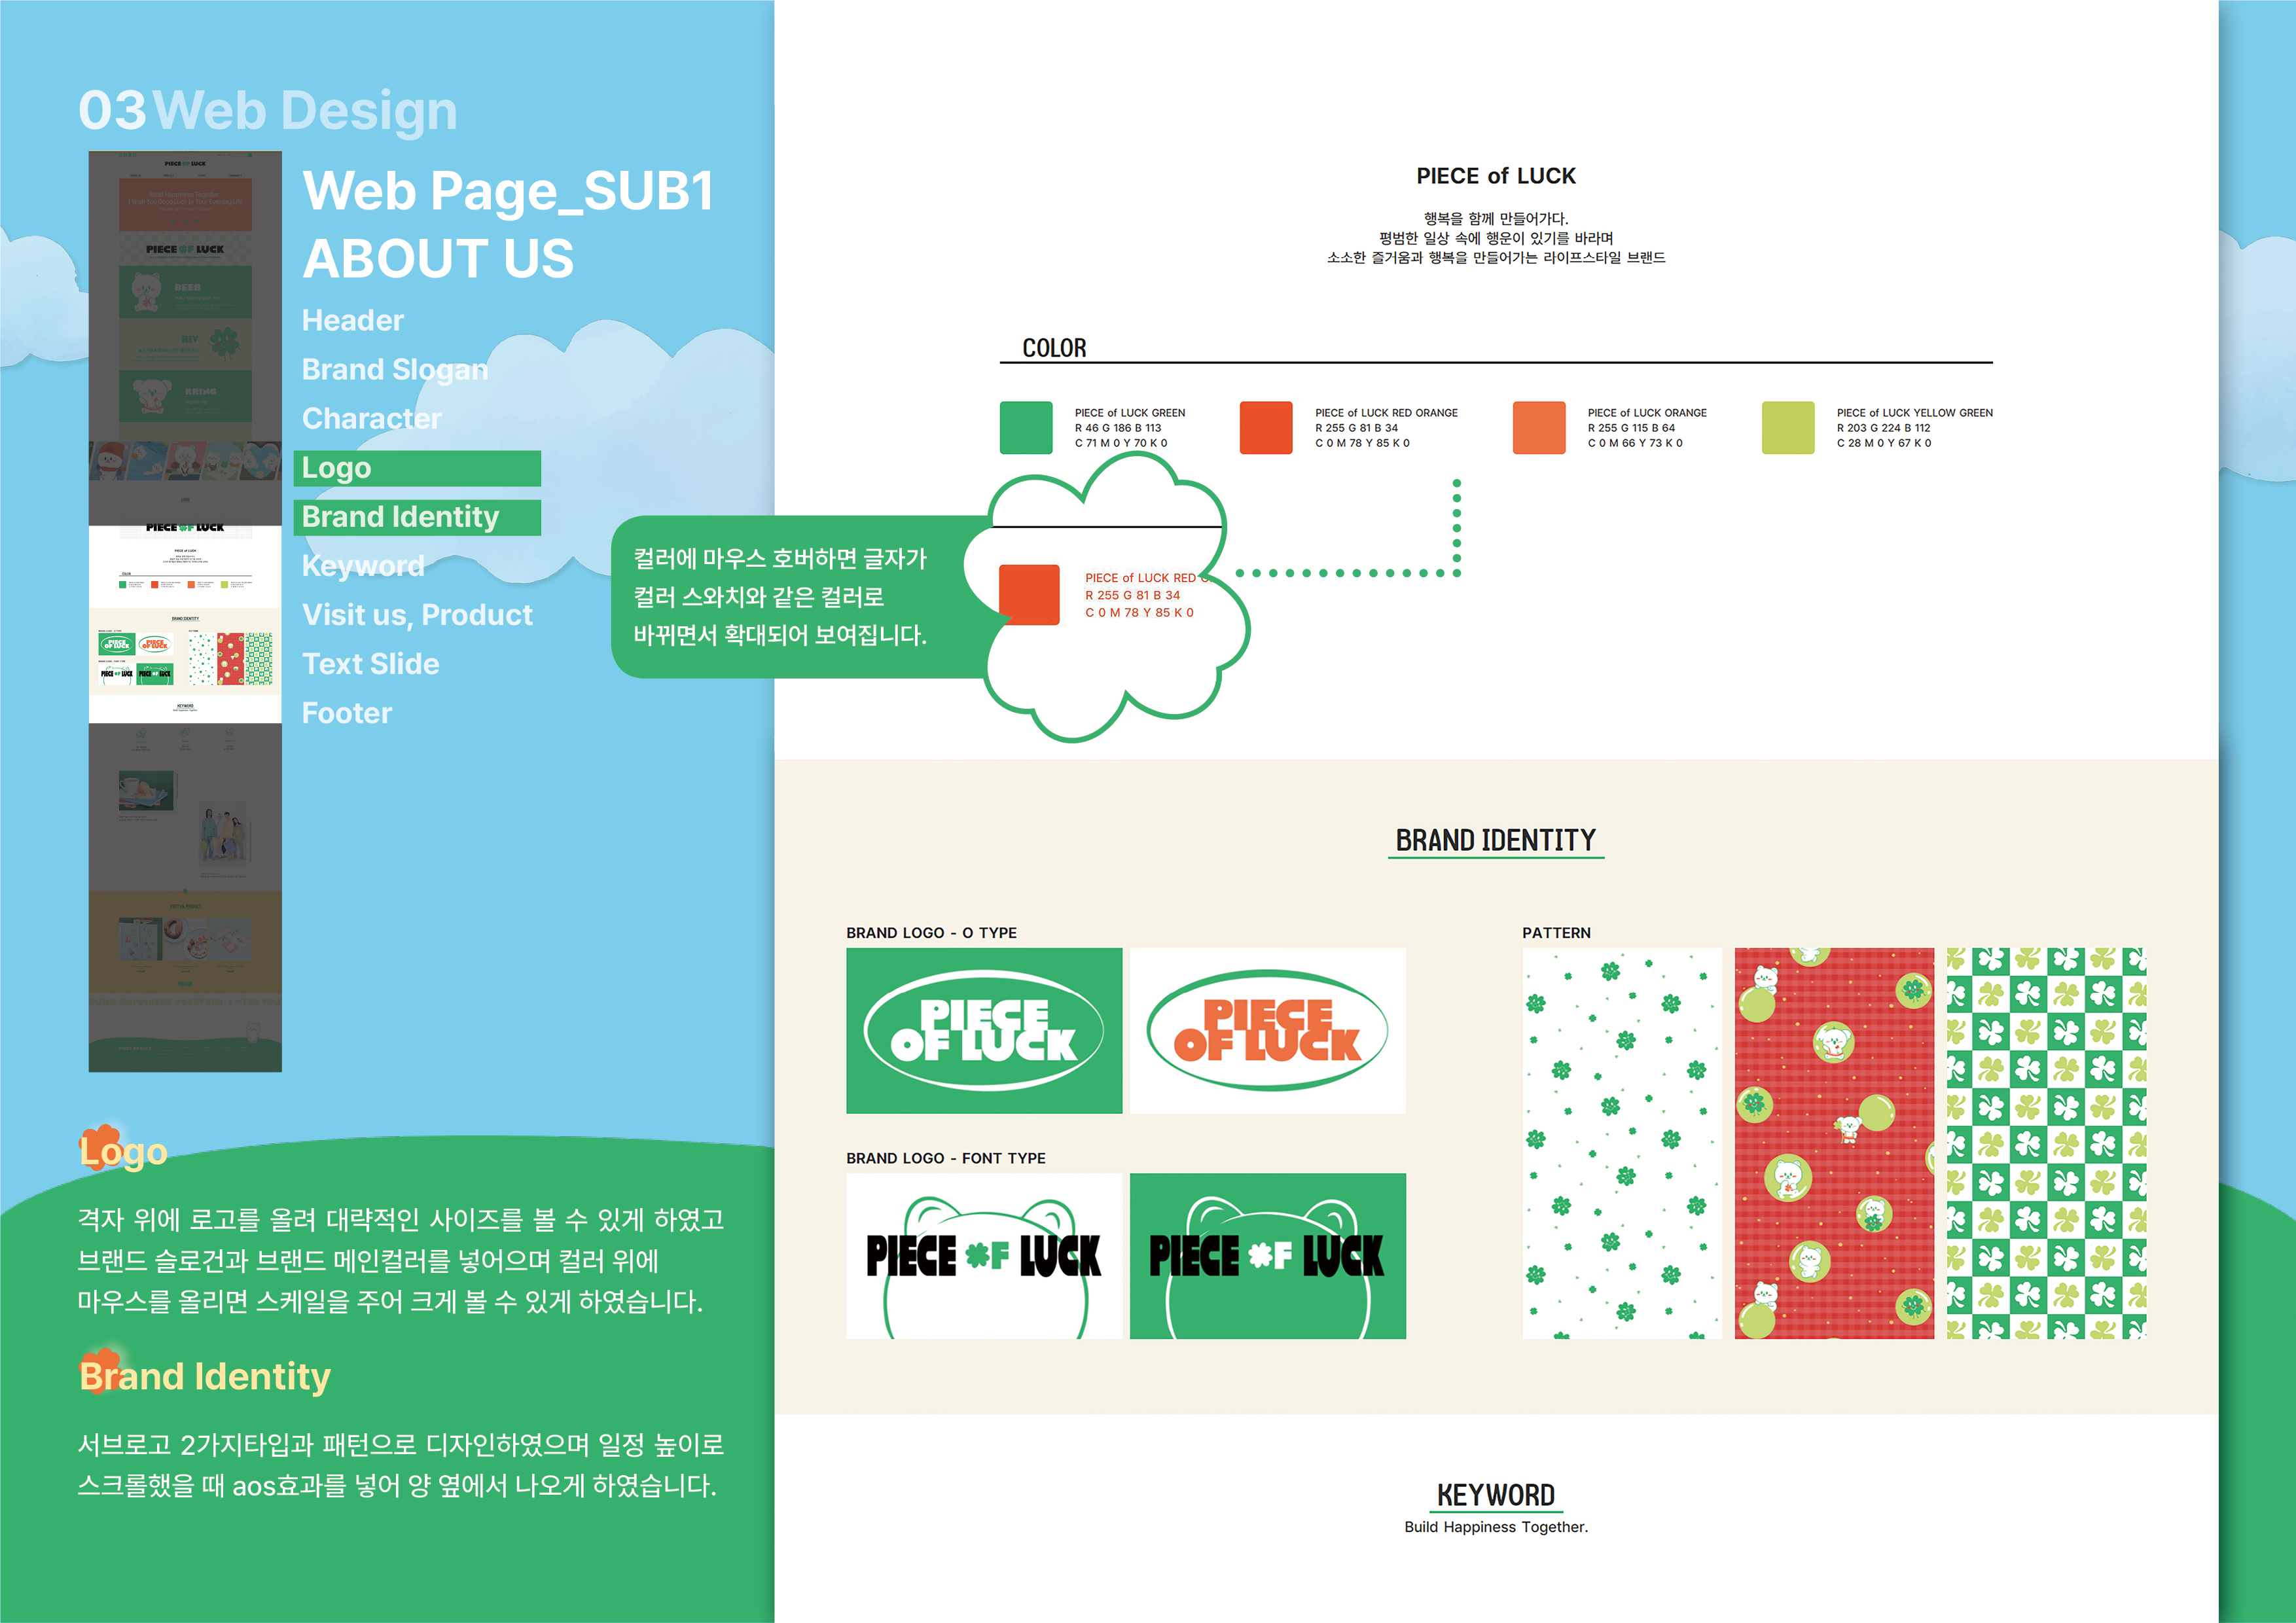 03 Web Design
Web Page_SUB1
ABOUT US
Header
Brand Slogan
Character
Logo
Brand Identity
Keyword
Visit us, Product
Text Slide
Footer
PIECE OF LUCK
BEEB
KRING
PIECE OF LUCK
BRAND IDENTITY
KEYWORD
Logo
격자 위에 로고를 올려 대략적인 사이즈를 볼 수 있게 하였고
브랜드 슬로건과 브랜드 메인컬러를 넣어으며 컬러 위에
마우스를 올리면 스케일을 주어 크게 볼 수 있게 하였습니다.
Brand Identity
서브로고 2가지타입과 패턴으로 디자인하였으며 일정 높이로
스크롤했을 때 aos효과를 넣어 양 옆에서 나오게 하였습니다.
PIECE of LUCK
행복을 함께 만들어가다.
평범한 일상 속에 행운이 있기를 바라며
소소한 즐거움과 행복을 만들어가는 라이프스타일 브랜드
COLOR
PIECE of LUCK GREEN
R 46 G 186 B 113
C 71 M 0 Y 70 K 0
PIECE of LUCK RED ORANGE
R 255 G 81 B 34
C 0 M 78 Y 85 K 0
PIECE of LUCK ORANGE
R 255 G 115 B 64
C 0 M 66 Y 73 K 0
PIECE of LUCK YELLOW GREEN
R 203 G 224 B 112
C 28 M 0 Y 67 K 0
컬러에 마우스 호버하면 글자가
컬러 스와치와 같은 컬러로
바뀌면서 확대되어 보여집니다.
PIECE of LUCK RED
R 255 G 81 B 34
C 0 M 78 Y 85 K 0
BRAND IDENTITY
BRAND LOGO - O TYPE
PIECE
OF LUCK
PIECE
OF LUCK
BRAND LOGO - FONT TYPE
PIECE OF LUCK
PIECE OF LUCK
PATTERN
KEYWORD
Build Happiness Together.